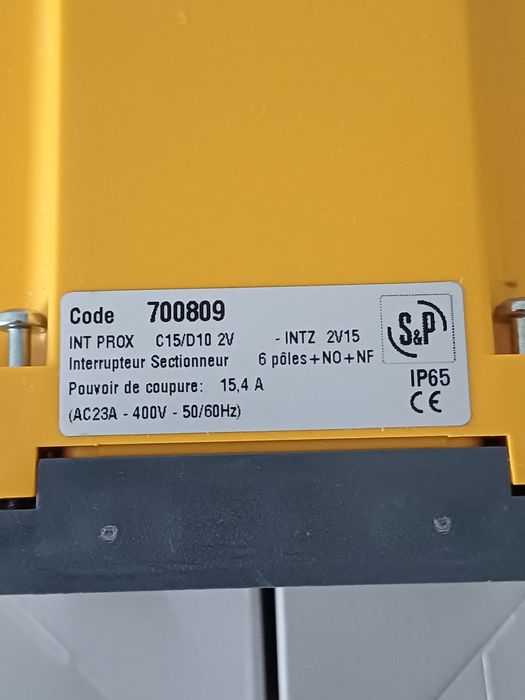 Code 700809
INT PROX C15/D10 2V - INTZ 2V15
Interrupteur Sectionneur 6 pôles+NO+NF
Pouvoir de coupure: 15,4 A
(AC23A - 400V - 50/60Hz)
S&P
IP65
CE